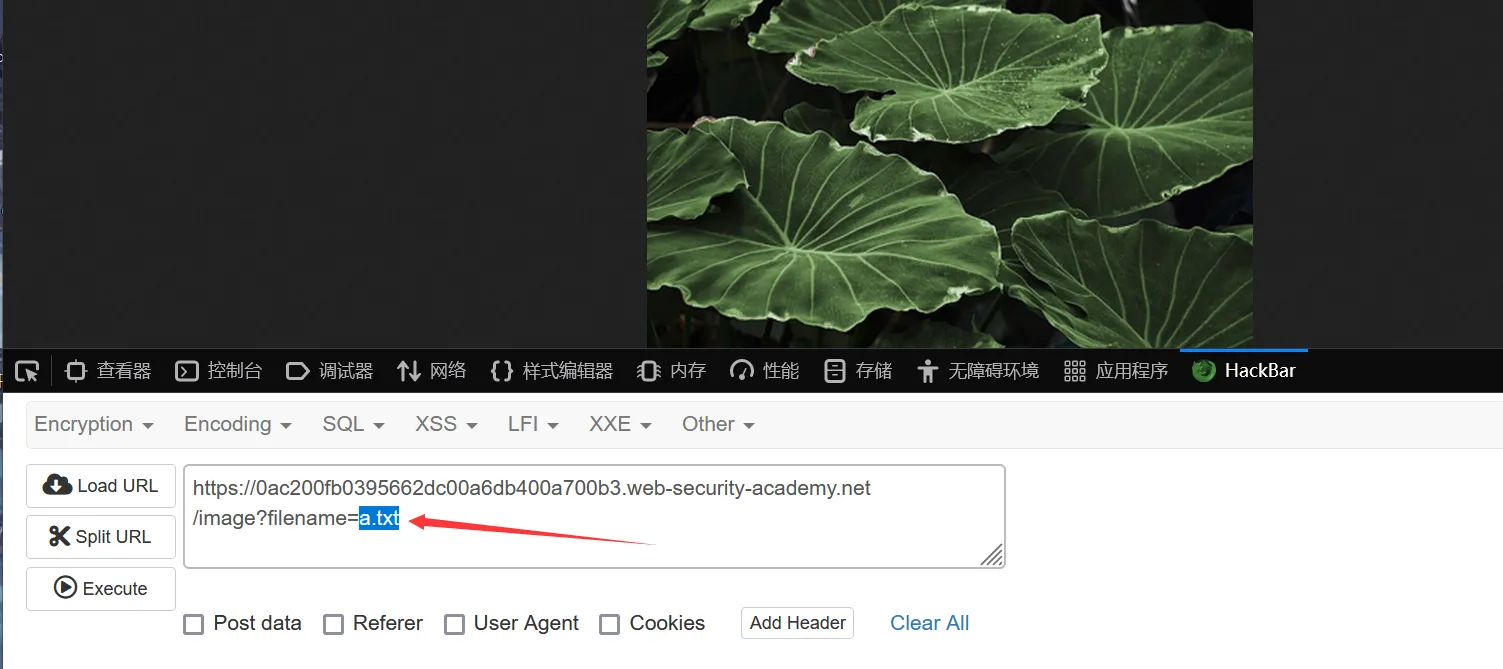 查看器 控制台 调试器 网络 样式编辑器 内存 性能 存储 无障碍环境 应用程序 HackBar
Encryption Encoding SQL XSS LFI XXE Other
Load URL
Split URL
Execute
https://0ac200fb0395662dc00a6db400a700b3.web-security-academy.net
/image?filename=a.txt
Post data Referer User Agent Cookies Add Header Clear All